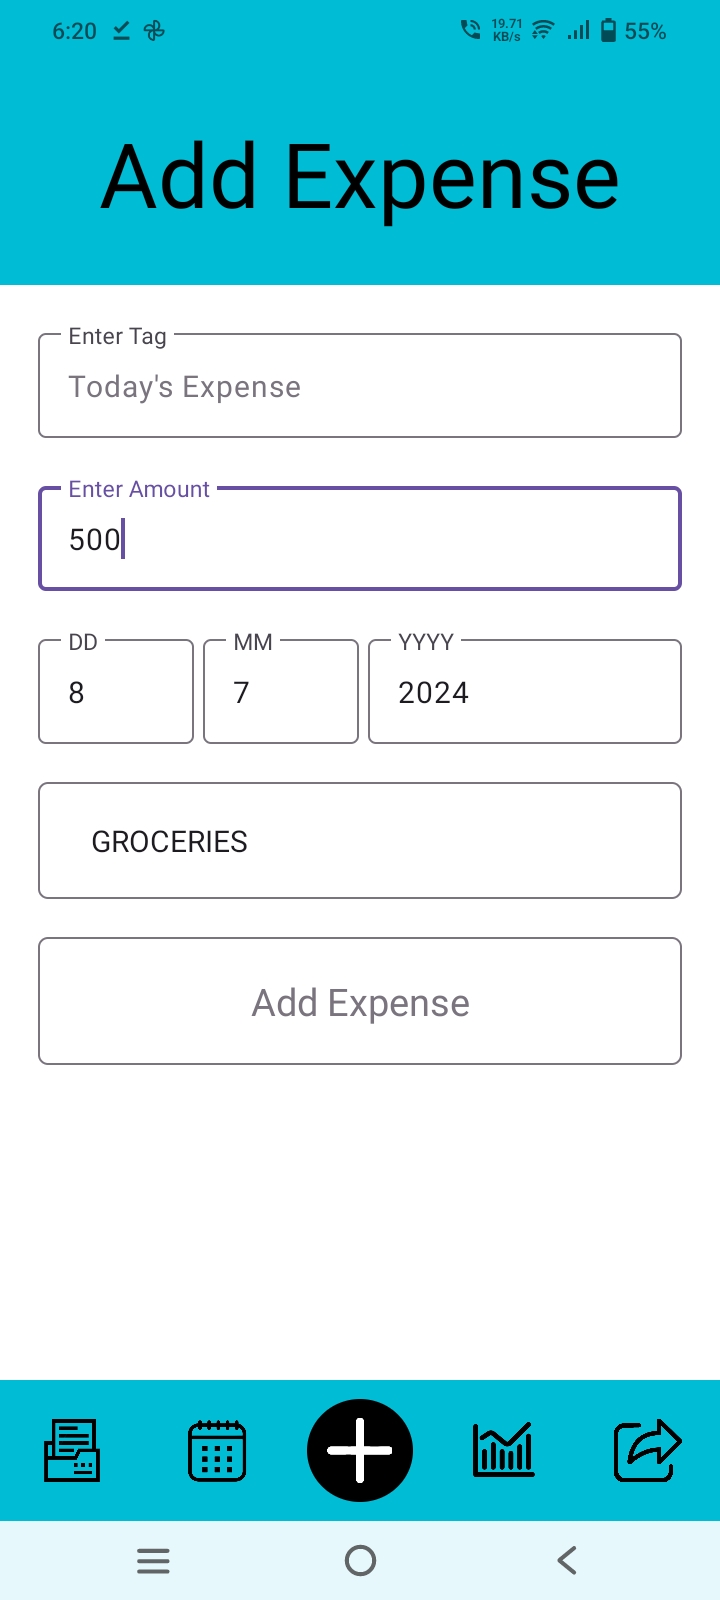 6:20 19.71 KB/s 55%
Add Expense
Enter Tag
Today's Expense
Enter Amount
500
DD MM YYYY
8 7 2024
GROCERIES
Add Expense